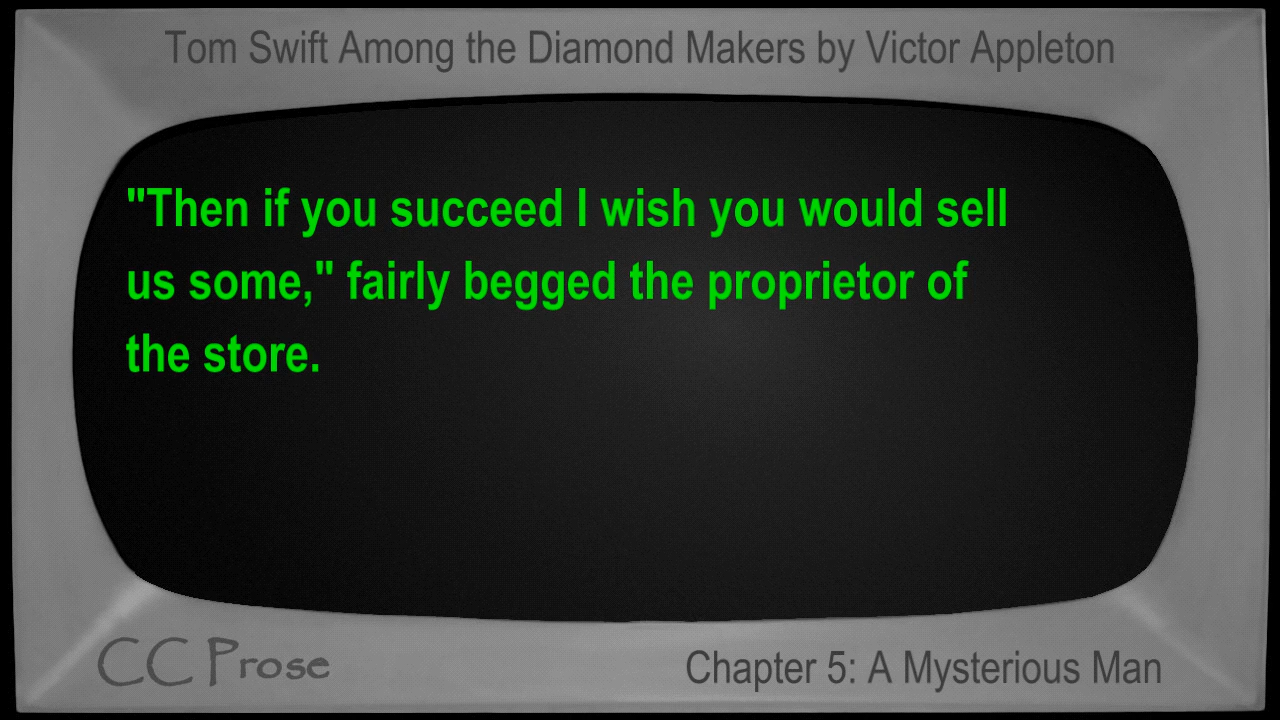 Tom Swift Among the Diamond Makers by Victor Appleton
"Then if you succeed I wish you would sell
us some," fairly begged the proprietor of
the store.
CC Prose
Chapter 5: A Mysterious Man